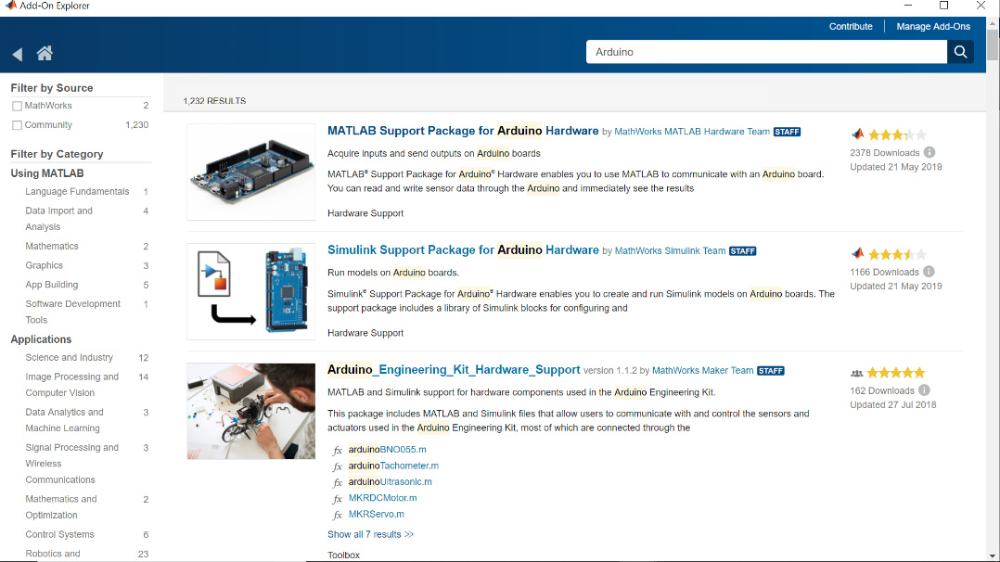 Add-On Explorer
Contribute
Manage Add-Ons
Arduino
Filter by Source
MathWorks 2
Community 1,230
Filter by Category
Using MATLAB
Language Fundamentals 1
Data Import and 4
Analysis
Mathematics 2
Graphics 3
App Building 5
Software Development 1
Tools
Applications
Science and Industry 12
Image Processing and 14
Computer Vision
Data Analytics and 3
Machine Learning
Signal Processing and 3
Wireless
Communications
Mathematics and 2
Optimization
Control Systems 6
Robotics and 23
1,232 RESULTS
MATLAB Support Package for Arduino Hardware by MathWorks MATLAB Hardware Team STAFF
Acquire inputs and send outputs on Arduino boards
MATLAB® Support Package for Arduino® Hardware enables you to use MATLAB to communicate with an Arduino board.
You can read and write sensor data through the Arduino and immediately see the results
Hardware Support
2378 Downloads
Updated 21 May 2019
Simulink Support Package for Arduino Hardware by MathWorks Simulink Team STAFF
Run models on Arduino boards.
Simulink® Support Package for Arduino® Hardware enables you to create and run Simulink models on Arduino boards. The
support package includes a library of Simulink blocks for configuring and
Hardware Support
1166 Downloads
Updated 21 May 2019
Arduino_Engineering_Kit_Hardware_Support version 1.1.2 by MathWorks Maker Team STAFF
MATLAB and Simulink support for hardware components used in the Arduino Engineering Kit.
This package includes MATLAB and Simulink files that allow users to communicate with and control the sensors and
actuators used in the Arduino Engineering Kit, most of which are connected through the
fx arduinoBNO055.m
fx arduinoTachometer.m
fx arduinoUltrasonic.m
fx MKRDCMotor.m
fx MKRServo.m
Show all 7 results >>
Toolbox
162 Downloads
Updated 27 Jul 2018